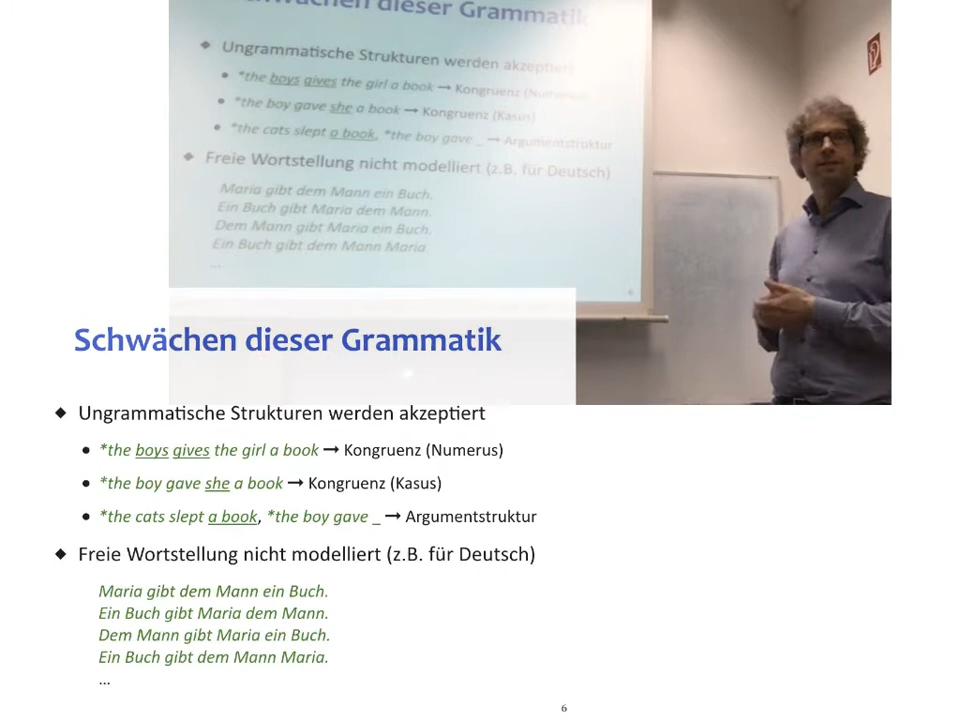 Schwächen dieser Grammatik
◆ Ungrammatische Strukturen werden akzeptiert
• *the boys gives the girl a book → Kongruenz (Numerus)
• *the boy gave she a book → Kongruenz (Kasus)
• *the cats slept a book, *the boy gave _ → Argumentstruktur
◆ Freie Wortstellung nicht modelliert (z.B. für Deutsch)
Maria gibt dem Mann ein Buch.
Ein Buch gibt Maria dem Mann.
Dem Mann gibt Maria ein Buch.
Ein Buch gibt dem Mann Maria
...
6
Schwächen dieser Grammatik
◆ Ungrammatische Strukturen werden akzeptiert
• *the boys gives the girl a book → Kongruenz (Numerus)
• *the boy gave she a book → Kongruenz (Kasus)
• *the cats slept a book, *the boy gave _ → Argumentstruktur
◆ Freie Wortstellung nicht modelliert (z.B. für Deutsch)
Maria gibt dem Mann ein Buch.
Ein Buch gibt Maria dem Mann.
Dem Mann gibt Maria ein Buch.
Ein Buch gibt dem Mann Maria.
...
6